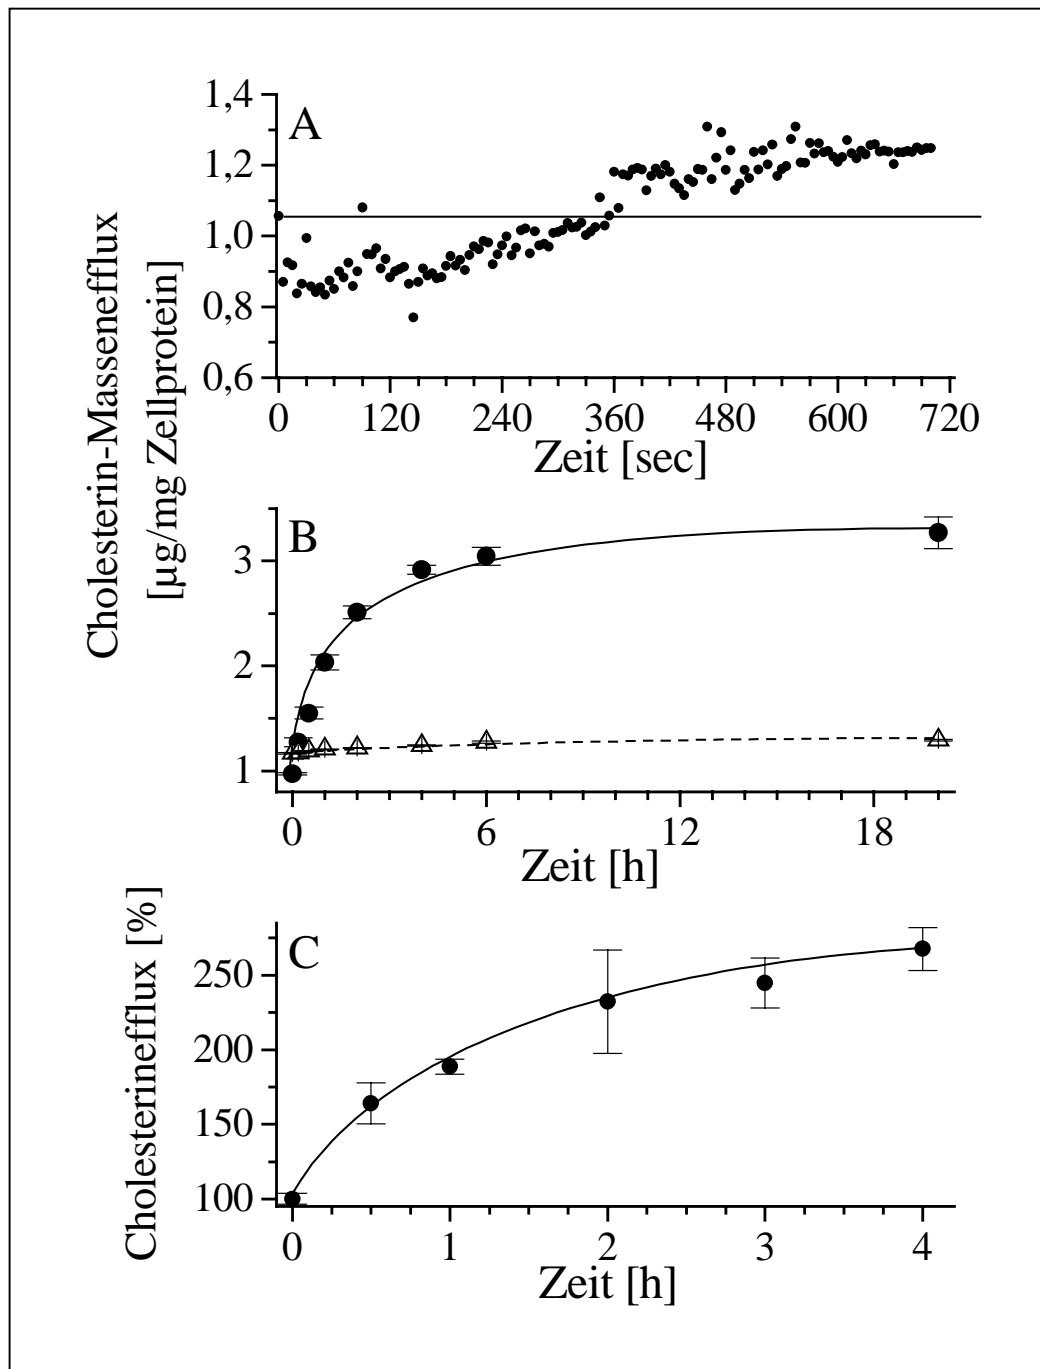 Cholesterin-Massenefflux
[µg/mg Zellprotein]
A
1,4
1,2
1,0
0,8
0,6
0 120 240 360 480 600 720
Zeit [sec]
B
3
2
1
0 6 12 18
Zeit [h]
Cholesterinefflux [%]
C
250
200
150
100
0 1 2 3 4
Zeit [h]